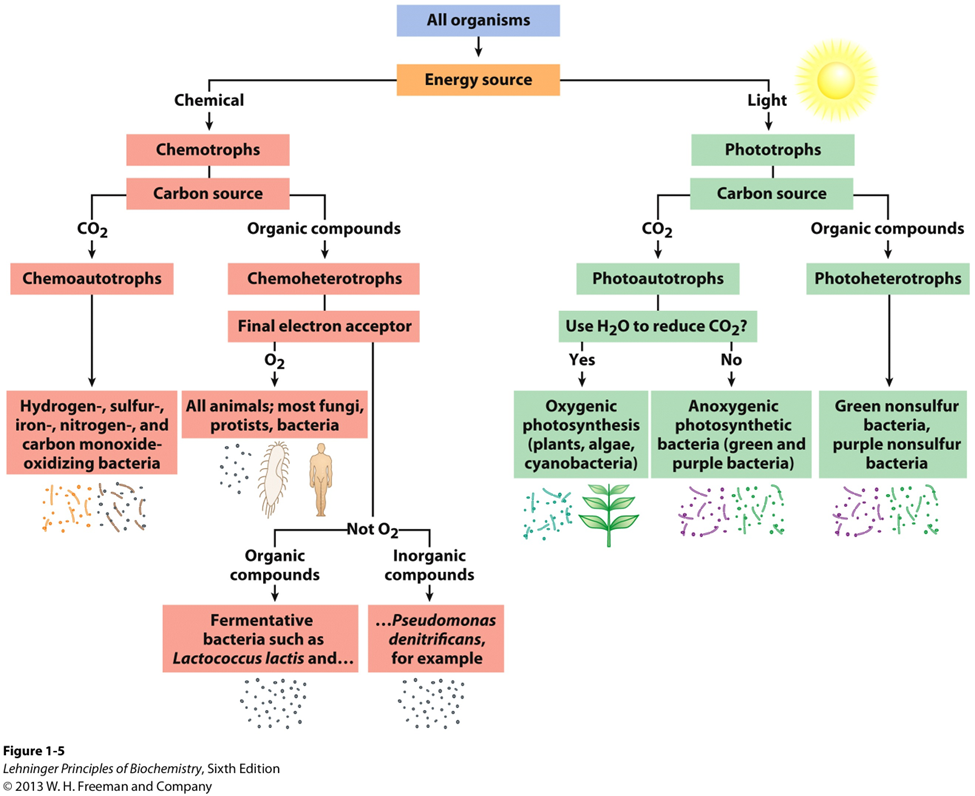 All organisms
Energy source
Chemical
Light
Chemotrophs
Phototrophs
Carbon source
Carbon source
CO2
Organic compounds
CO2
Organic compounds
Chemoautotrophs
Chemoheterotrophs
Photoautotrophs
Photoheterotrophs
Final electron acceptor
Use H2O to reduce CO2?
O2
Yes
No
Hydrogen-, sulfur-,
iron-, nitrogen-, and
carbon monoxide-
oxidizing bacteria
All animals; most fungi,
protists, bacteria
Oxygenic
photosynthesis
(plants, algae,
cyanobacteria)
Anoxygenic
photosynthetic
bacteria (green and
purple bacteria)
Green nonsulfur
bacteria,
purple nonsulfur
bacteria
Not O2
Organic
compounds
Inorganic
compounds
Fermentative
bacteria such as
Lactococcus lactis and…
…Pseudomonas
denitrificans,
for example
Figure 1-5
Lehninger Principles of Biochemistry, Sixth Edition
© 2013 W. H. Freeman and Company